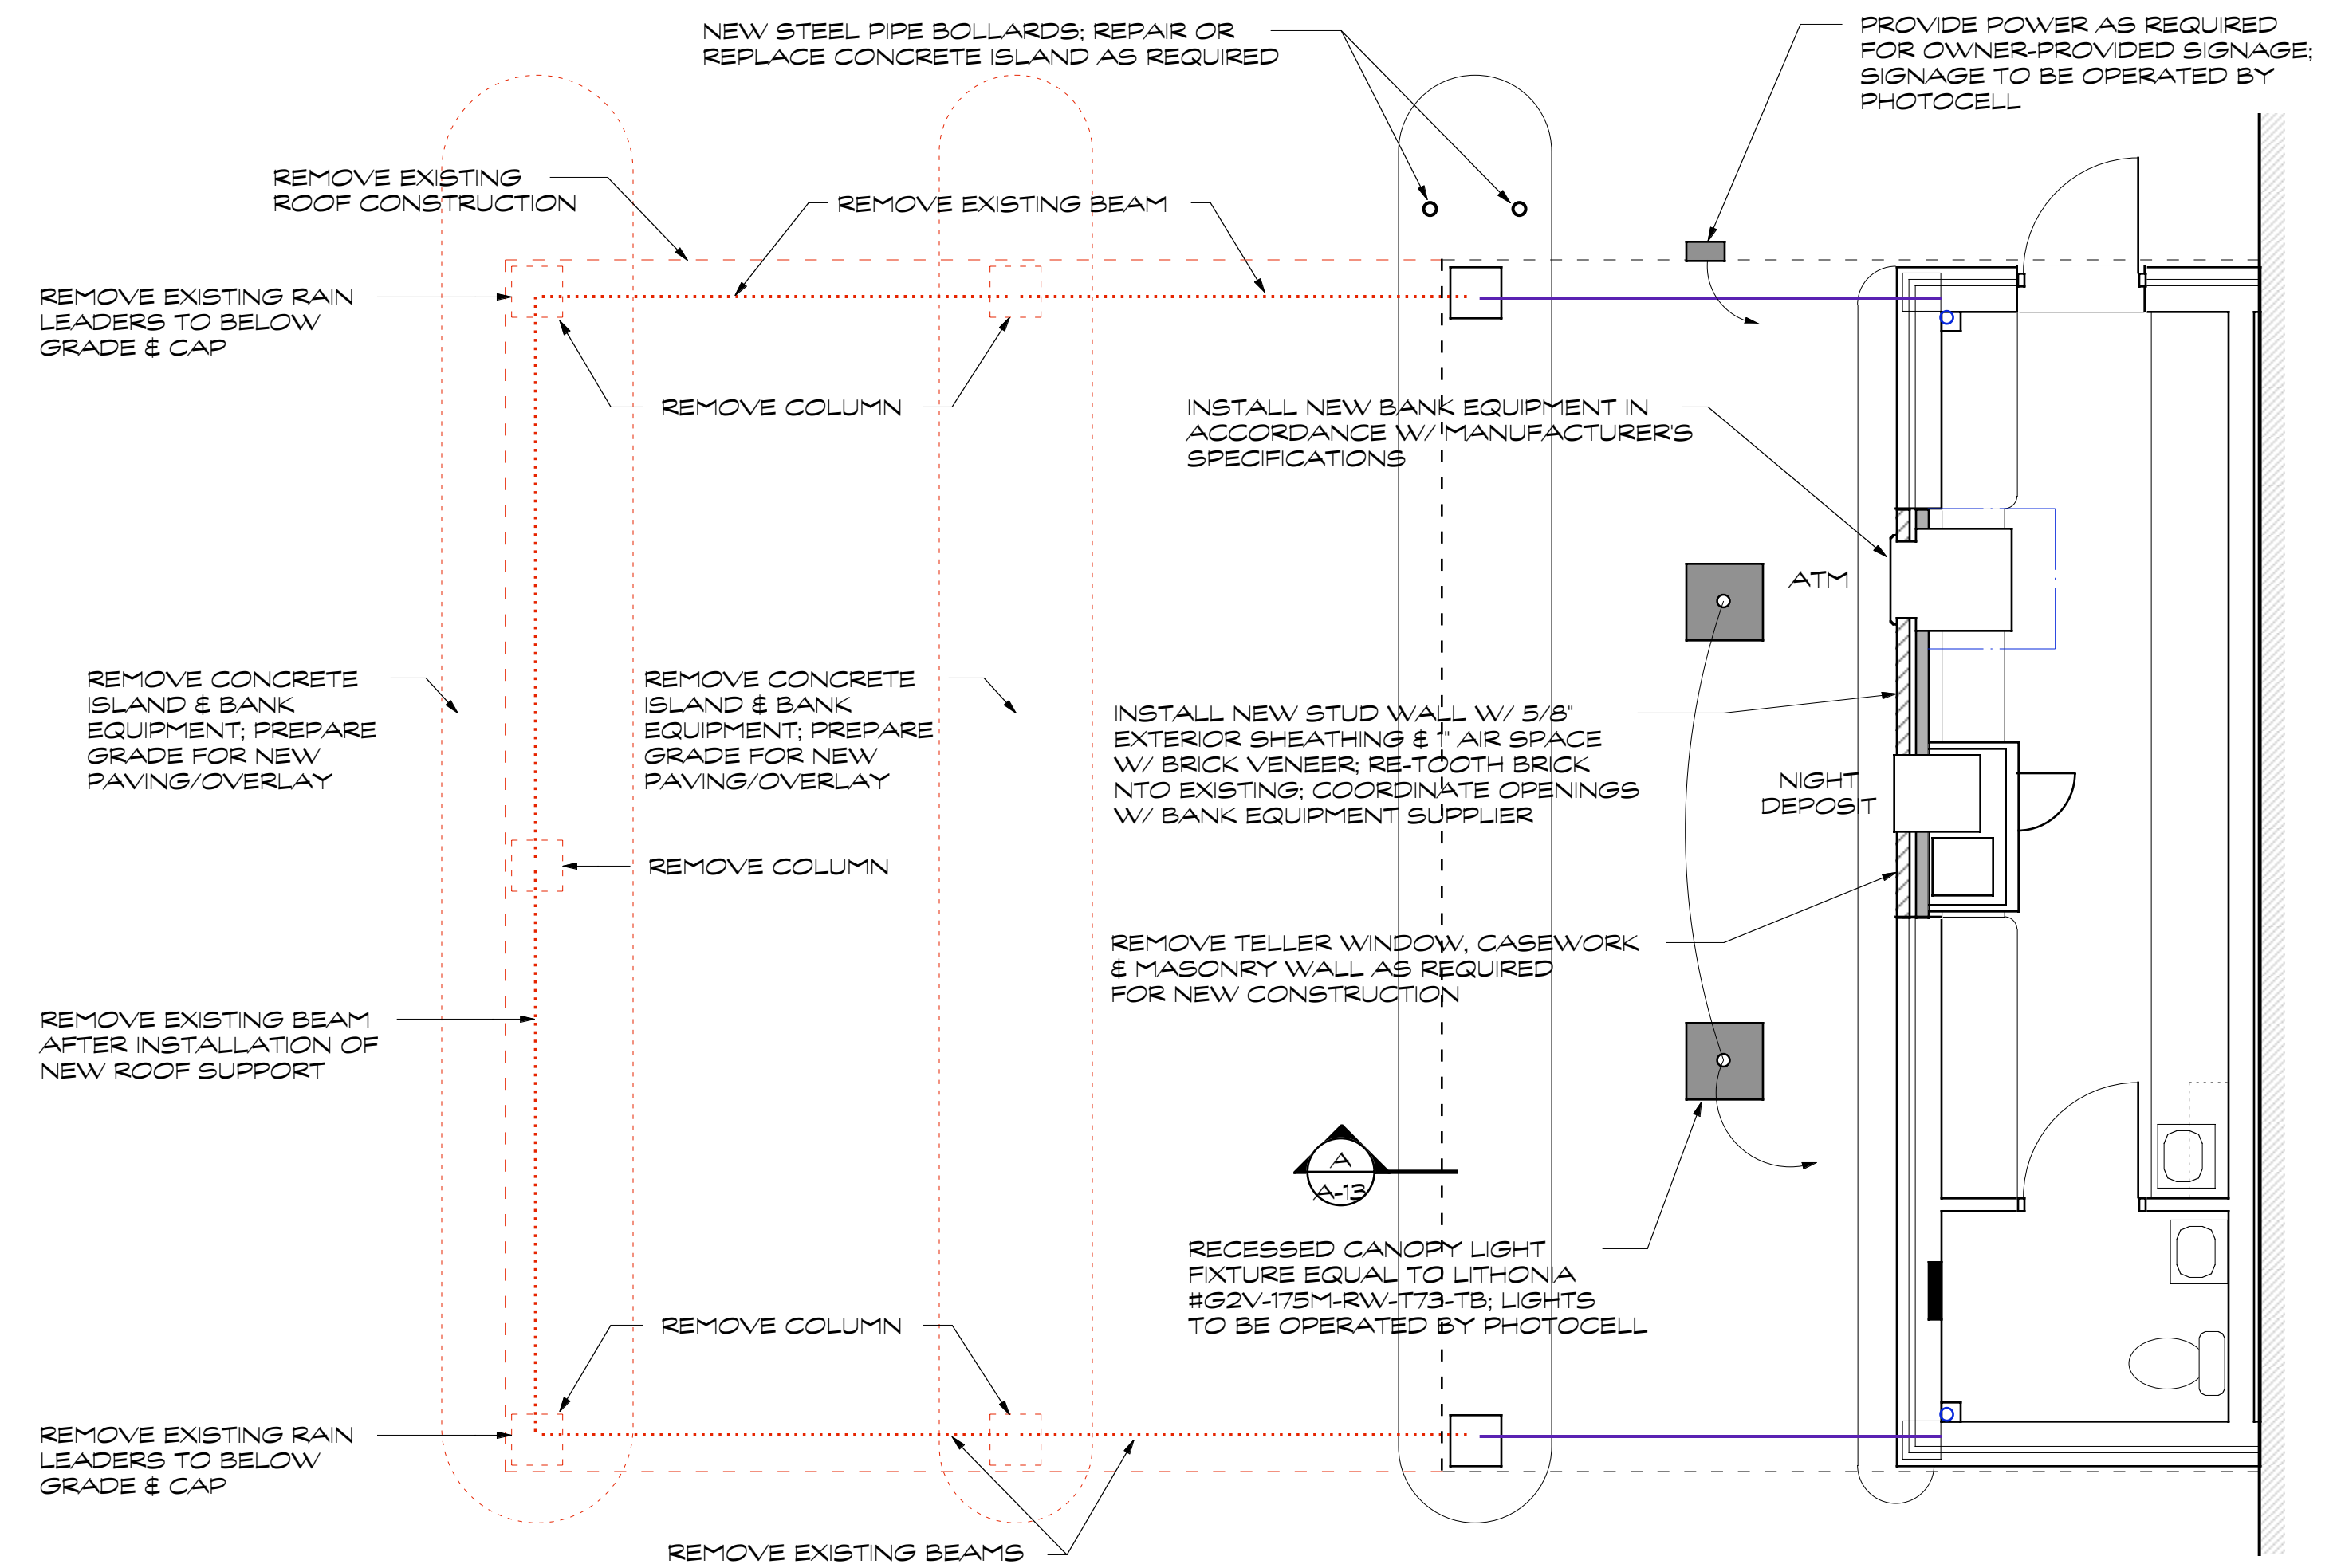 NEW STEEL PIPE BOLLARDS; REPAIR OR
REPLACE CONCRETE ISLAND AS REQUIRED
PROVIDE POWER AS REQUIRED
FOR OWNER-PROVIDED SIGNAGE;
SIGNAGE TO BE OPERATED BY
PHOTOCELL
REMOVE EXISTING
ROOF CONSTRUCTION
REMOVE EXISTING BEAM
REMOVE EXISTING RAIN
LEADERS TO BELOW
GRADE & CAP
REMOVE COLUMN
INSTALL NEW BANK EQUIPMENT IN
ACCORDANCE W/ MANUFACTURER'S
SPECIFICATIONS
ATM
REMOVE CONCRETE
ISLAND & BANK
EQUIPMENT; PREPARE
GRADE FOR NEW
PAVING/OVERLAY
REMOVE CONCRETE
ISLAND & BANK
EQUIPMENT; PREPARE
GRADE FOR NEW
PAVING/OVERLAY
INSTALL NEW STUD WALL W/ 5/8"
EXTERIOR SHEATHING & 1" AIR SPACE
W/ BRICK VENEER; RE-TOOTH BRICK
NTO EXISTING; COORDINATE OPENINGS
W/ BANK EQUIPMENT SUPPLIER
NIGHT
DEPOSIT
REMOVE COLUMN
REMOVE TELLER WINDOW, CASEWORK
& MASONRY WALL AS REQUIRED
FOR NEW CONSTRUCTION
REMOVE EXISTING BEAM
AFTER INSTALLATION OF
NEW ROOF SUPPORT
A
A-13
RECESSED CANOPY LIGHT
FIXTURE EQUAL TO LITHONIA
#G2V-175M-RW-T73-TB; LIGHTS
TO BE OPERATED BY PHOTOCELL
REMOVE COLUMN
REMOVE EXISTING RAIN
LEADERS TO BELOW
GRADE & CAP
REMOVE EXISTING BEAMS